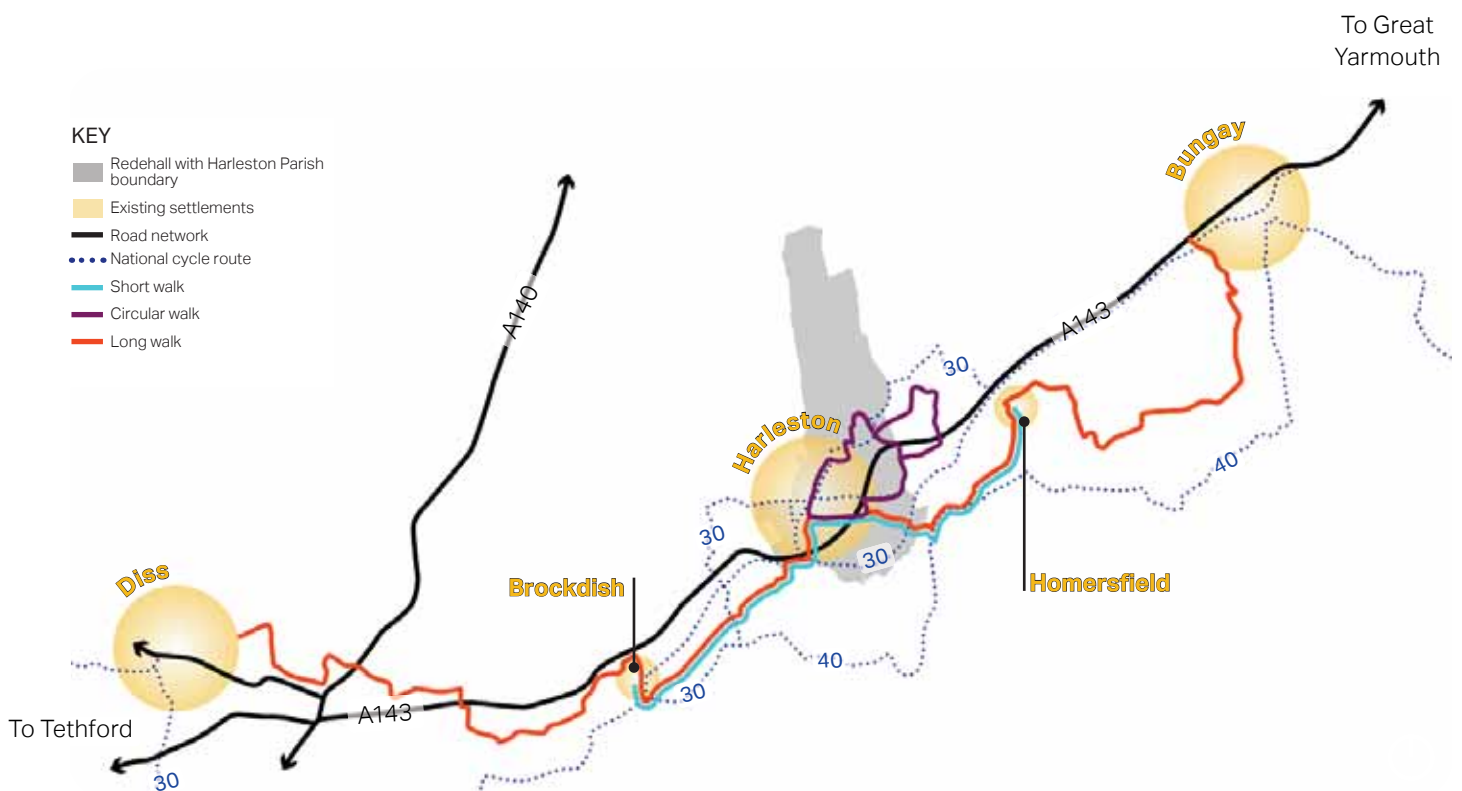 To Great
Yarmouth
KEY
Redehall with Harleston Parish
boundary
Existing settlements
Road network
National cycle route
Short walk
Circular walk
Long walk
Bungay
A140
A143
30
Harleston
40
30
30
Diss
Brockdish
Homersfield
40
30
A143
To Tethford
30